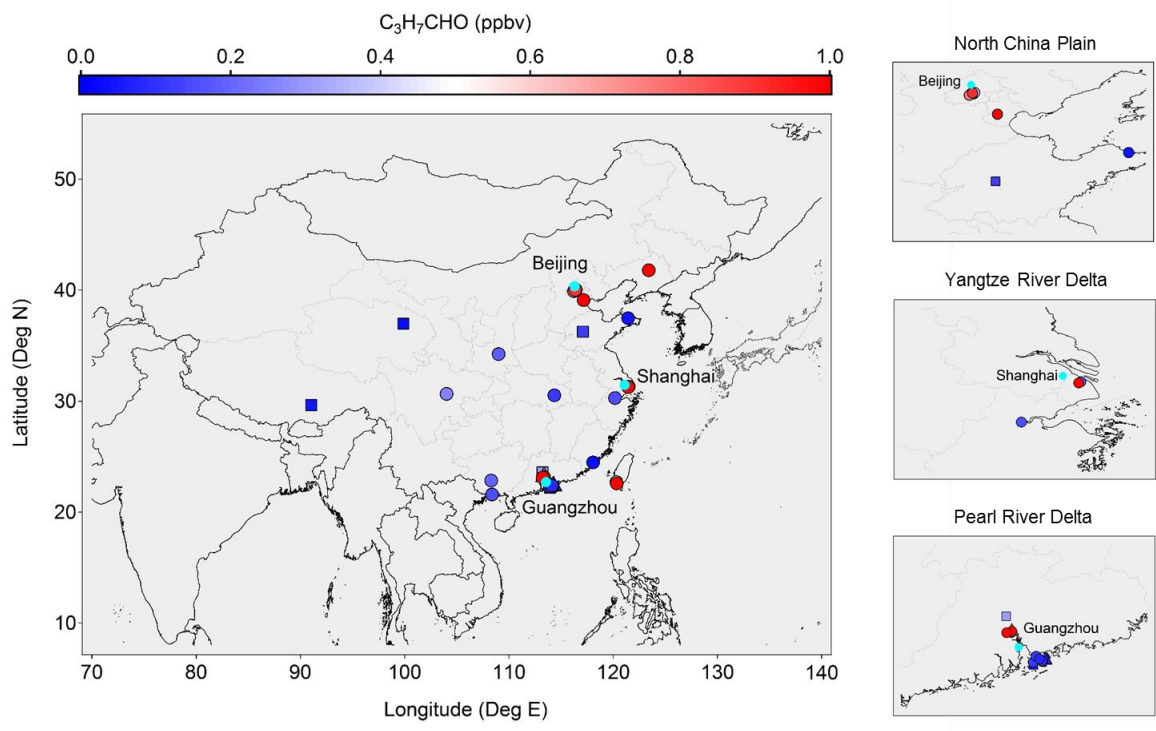 C₃H₇CHO (ppbv)
0.0 0.2 0.4 0.6 0.8 1.0
50
40
30
20
10
Latitude (Deg N)
Beijing
Shanghai
Guangzhou
70 80 90 100 110 120 130 140
Longitude (Deg E)
North China Plain
Beijing
Yangtze River Delta
Shanghai
Pearl River Delta
Guangzhou